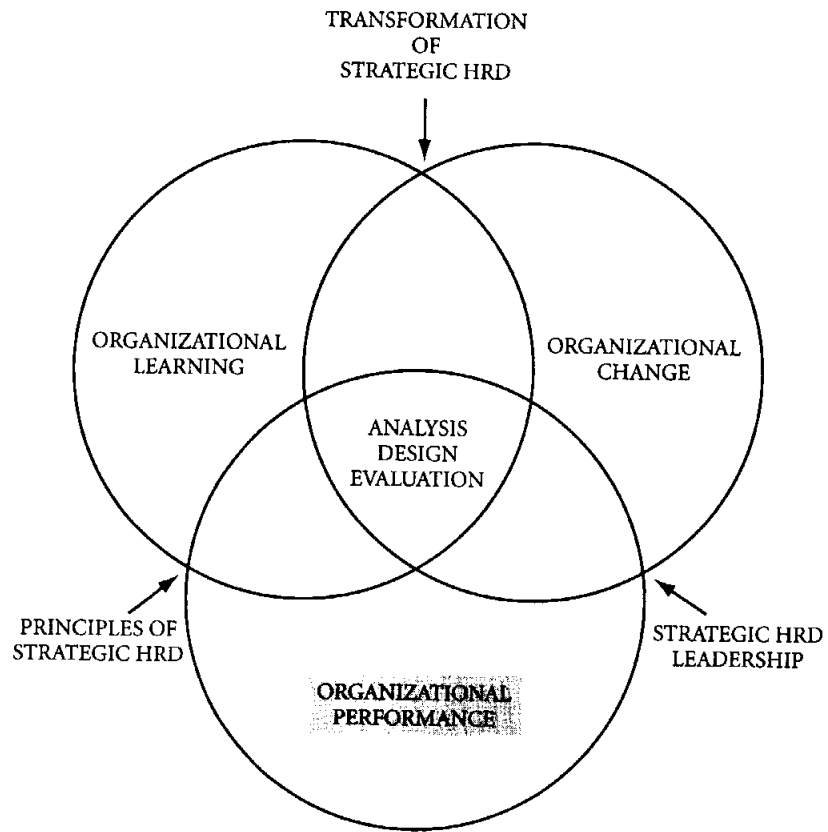 TRANSFORMATION
OF
STRATEGIC HRD
ORGANIZATIONAL
LEARNING
ORGANIZATIONAL
CHANGE
ANALYSIS
DESIGN
EVALUATION
PRINCIPLES OF
STRATEGIC HRD
STRATEGIC HRD
LEADERSHIP
ORGANIZATIONAL
PERFORMANCE